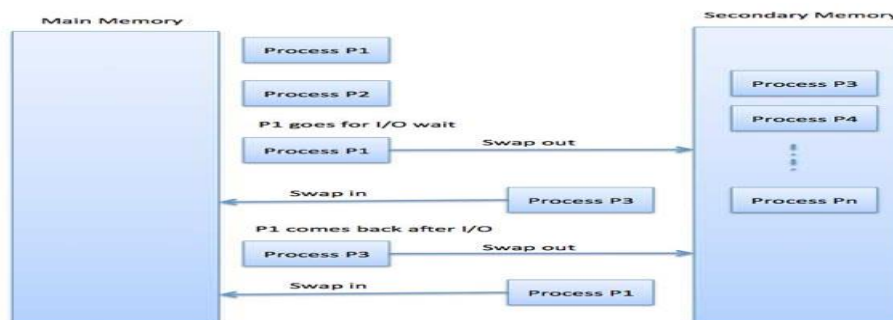 Main Memory
Secondary Memory
Process P1
Process P2
P1 goes for I/O wait
Process P1
Swap out
Swap in
Process P3
P1 comes back after I/O
Process P3
Swap out
Swap in
Process P1
Process P3
Process P4
Process Pn